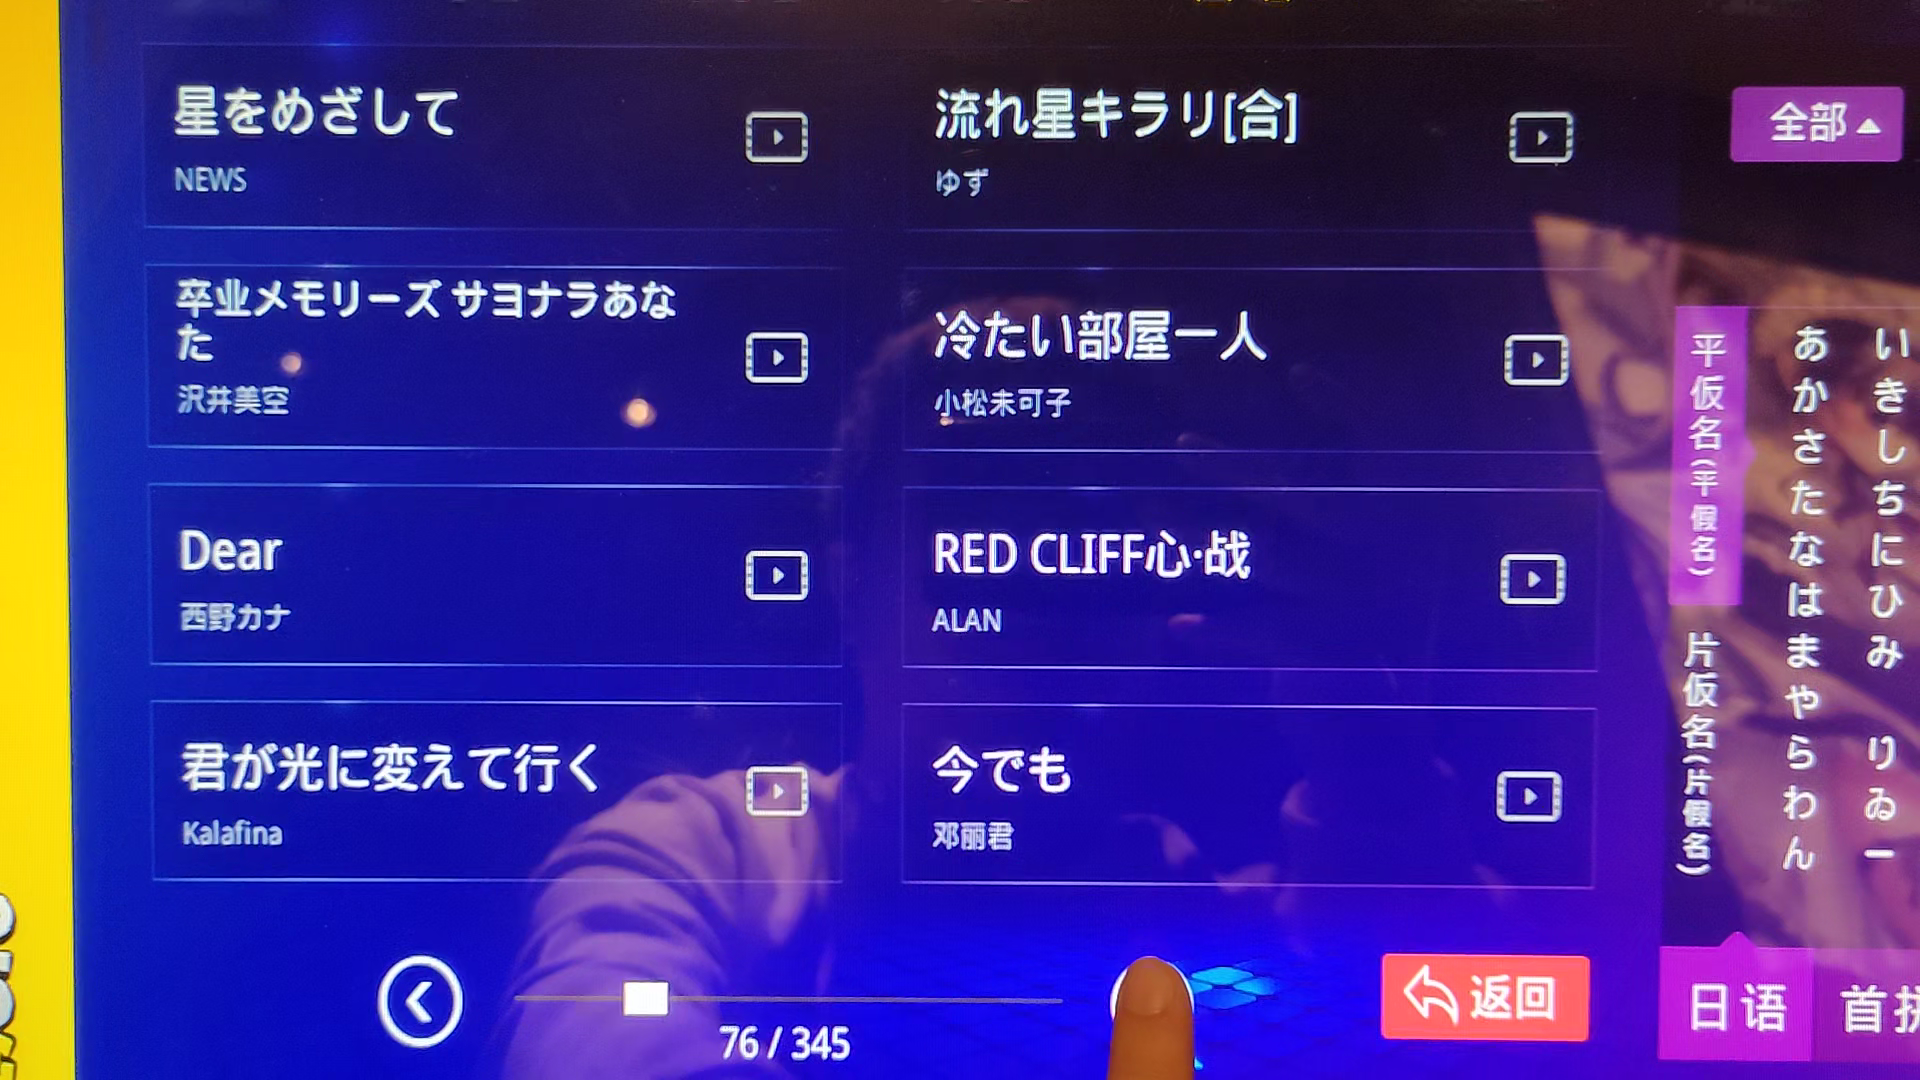 星をめざして
NEWS
流れ星キラリ[合]
ゆず
卒业メモリーズ サヨナラあな
た
沢井美空
冷たい部屋一人
小松未可子
Dear
西野カナ
RED CLIFF心·战
ALAN
君が光に変えて行く
Kalafina
今でも
邓丽君
76 / 345
返回
全部
平仮名(平假名)
片仮名(片假名)
あかさたなはまやらわん
いきしちにひみ りゐー
日语
首拼